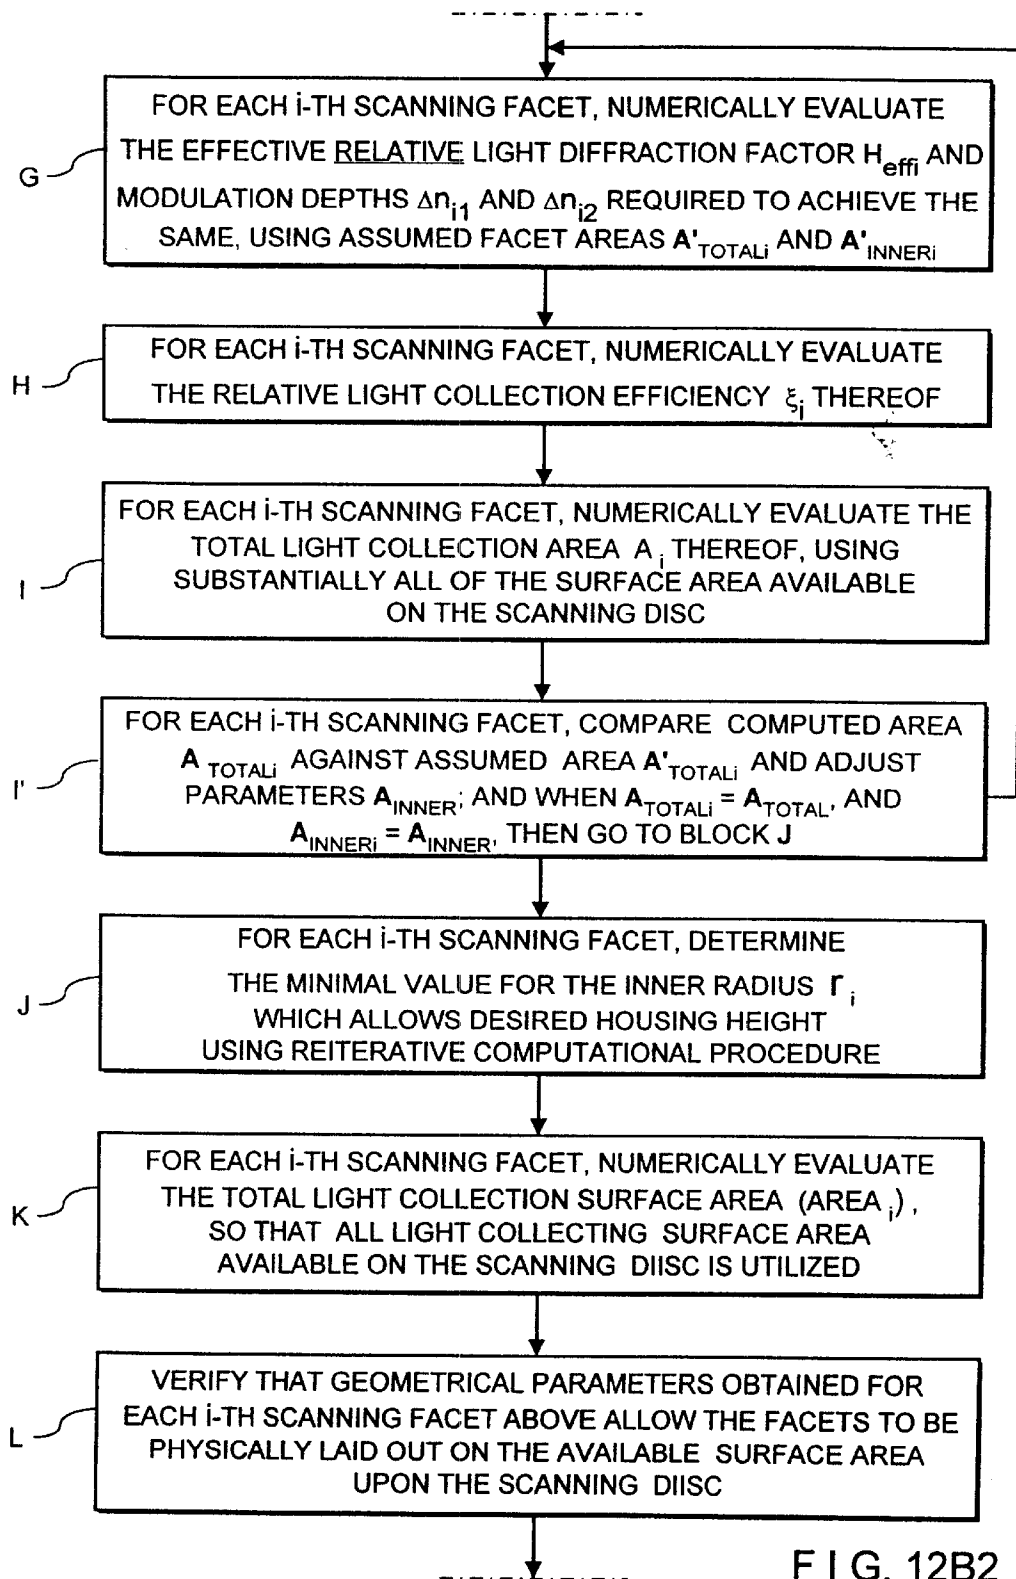 FOR EACH i-TH SCANNING FACET, NUMERICALLY EVALUATE
THE EFFECTIVE RELATIVE LIGHT DIFFRACTION FACTOR Heffi AND
G
MODULATION DEPTHS Δni1 AND Δni2 REQUIRED TO ACHIEVE THE
SAME, USING ASSUMED FACET AREAS A'TOTALi AND A'INNERi
FOR EACH i-TH SCANNING FACET, NUMERICALLY EVALUATE
H
THE RELATIVE LIGHT COLLECTION EFFICIENCY ξi THEREOF
FOR EACH i-TH SCANNING FACET, NUMERICALLY EVALUATE THE
TOTAL LIGHT COLLECTION AREA Ai THEREOF, USING
I
SUBSTANTIALLY ALL OF THE SURFACE AREA AVAILABLE
ON THE SCANNING DISC
FOR EACH i-TH SCANNING FACET, COMPARE COMPUTED AREA
A TOTALi AGAINST ASSUMED AREA A'TOTALi AND ADJUST
I'
PARAMETERS AINNER; AND WHEN ATOTALi = ATOTAL, AND
AINNERi = AINNER, THEN GO TO BLOCK J
FOR EACH i-TH SCANNING FACET, DETERMINE
THE MINIMAL VALUE FOR THE INNER RADIUS ri
J
WHICH ALLOWS DESIRED HOUSING HEIGHT
USING REITERATIVE COMPUTATIONAL PROCEDURE
FOR EACH i-TH SCANNING FACET, NUMERICALLY EVALUATE
THE TOTAL LIGHT COLLECTION SURFACE AREA (AREA i),
K
SO THAT ALL LIGHT COLLECTING SURFACE AREA
AVAILABLE ON THE SCANNING DIISC IS UTILIZED
VERIFY THAT GEOMETRICAL PARAMETERS OBTAINED FOR
EACH i-TH SCANNING FACET ABOVE ALLOW THE FACETS TO BE
L
PHYSICALLY LAID OUT ON THE AVAILABLE SURFACE AREA
UPON THE SCANNING DIISC
FIG. 12B2